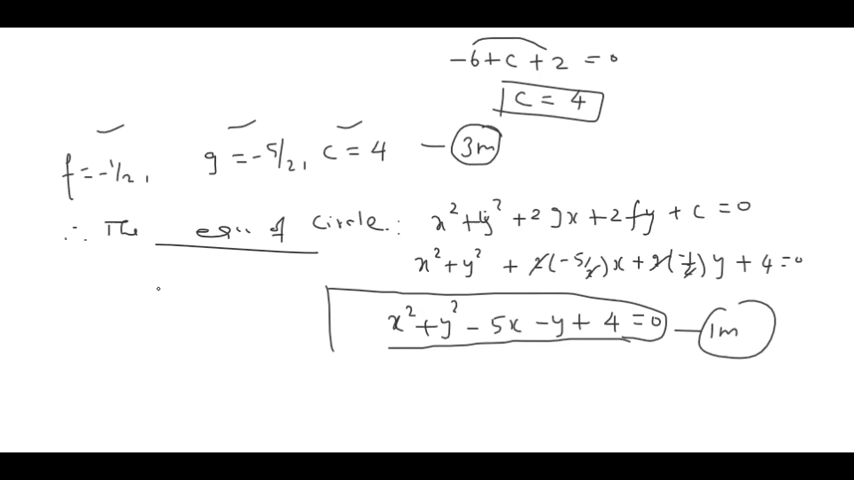 -6+c+2 = 0
c = 4
f = -1/2, g = -5/2, c = 4 — 3m
∴ The eqn of Circle: x²+y²+2gx+2fy+c=0
x²+y² + 2(-5/2)x+2(-1/2)y+4=0
x²+y²-5x-y+4=0 — 1m